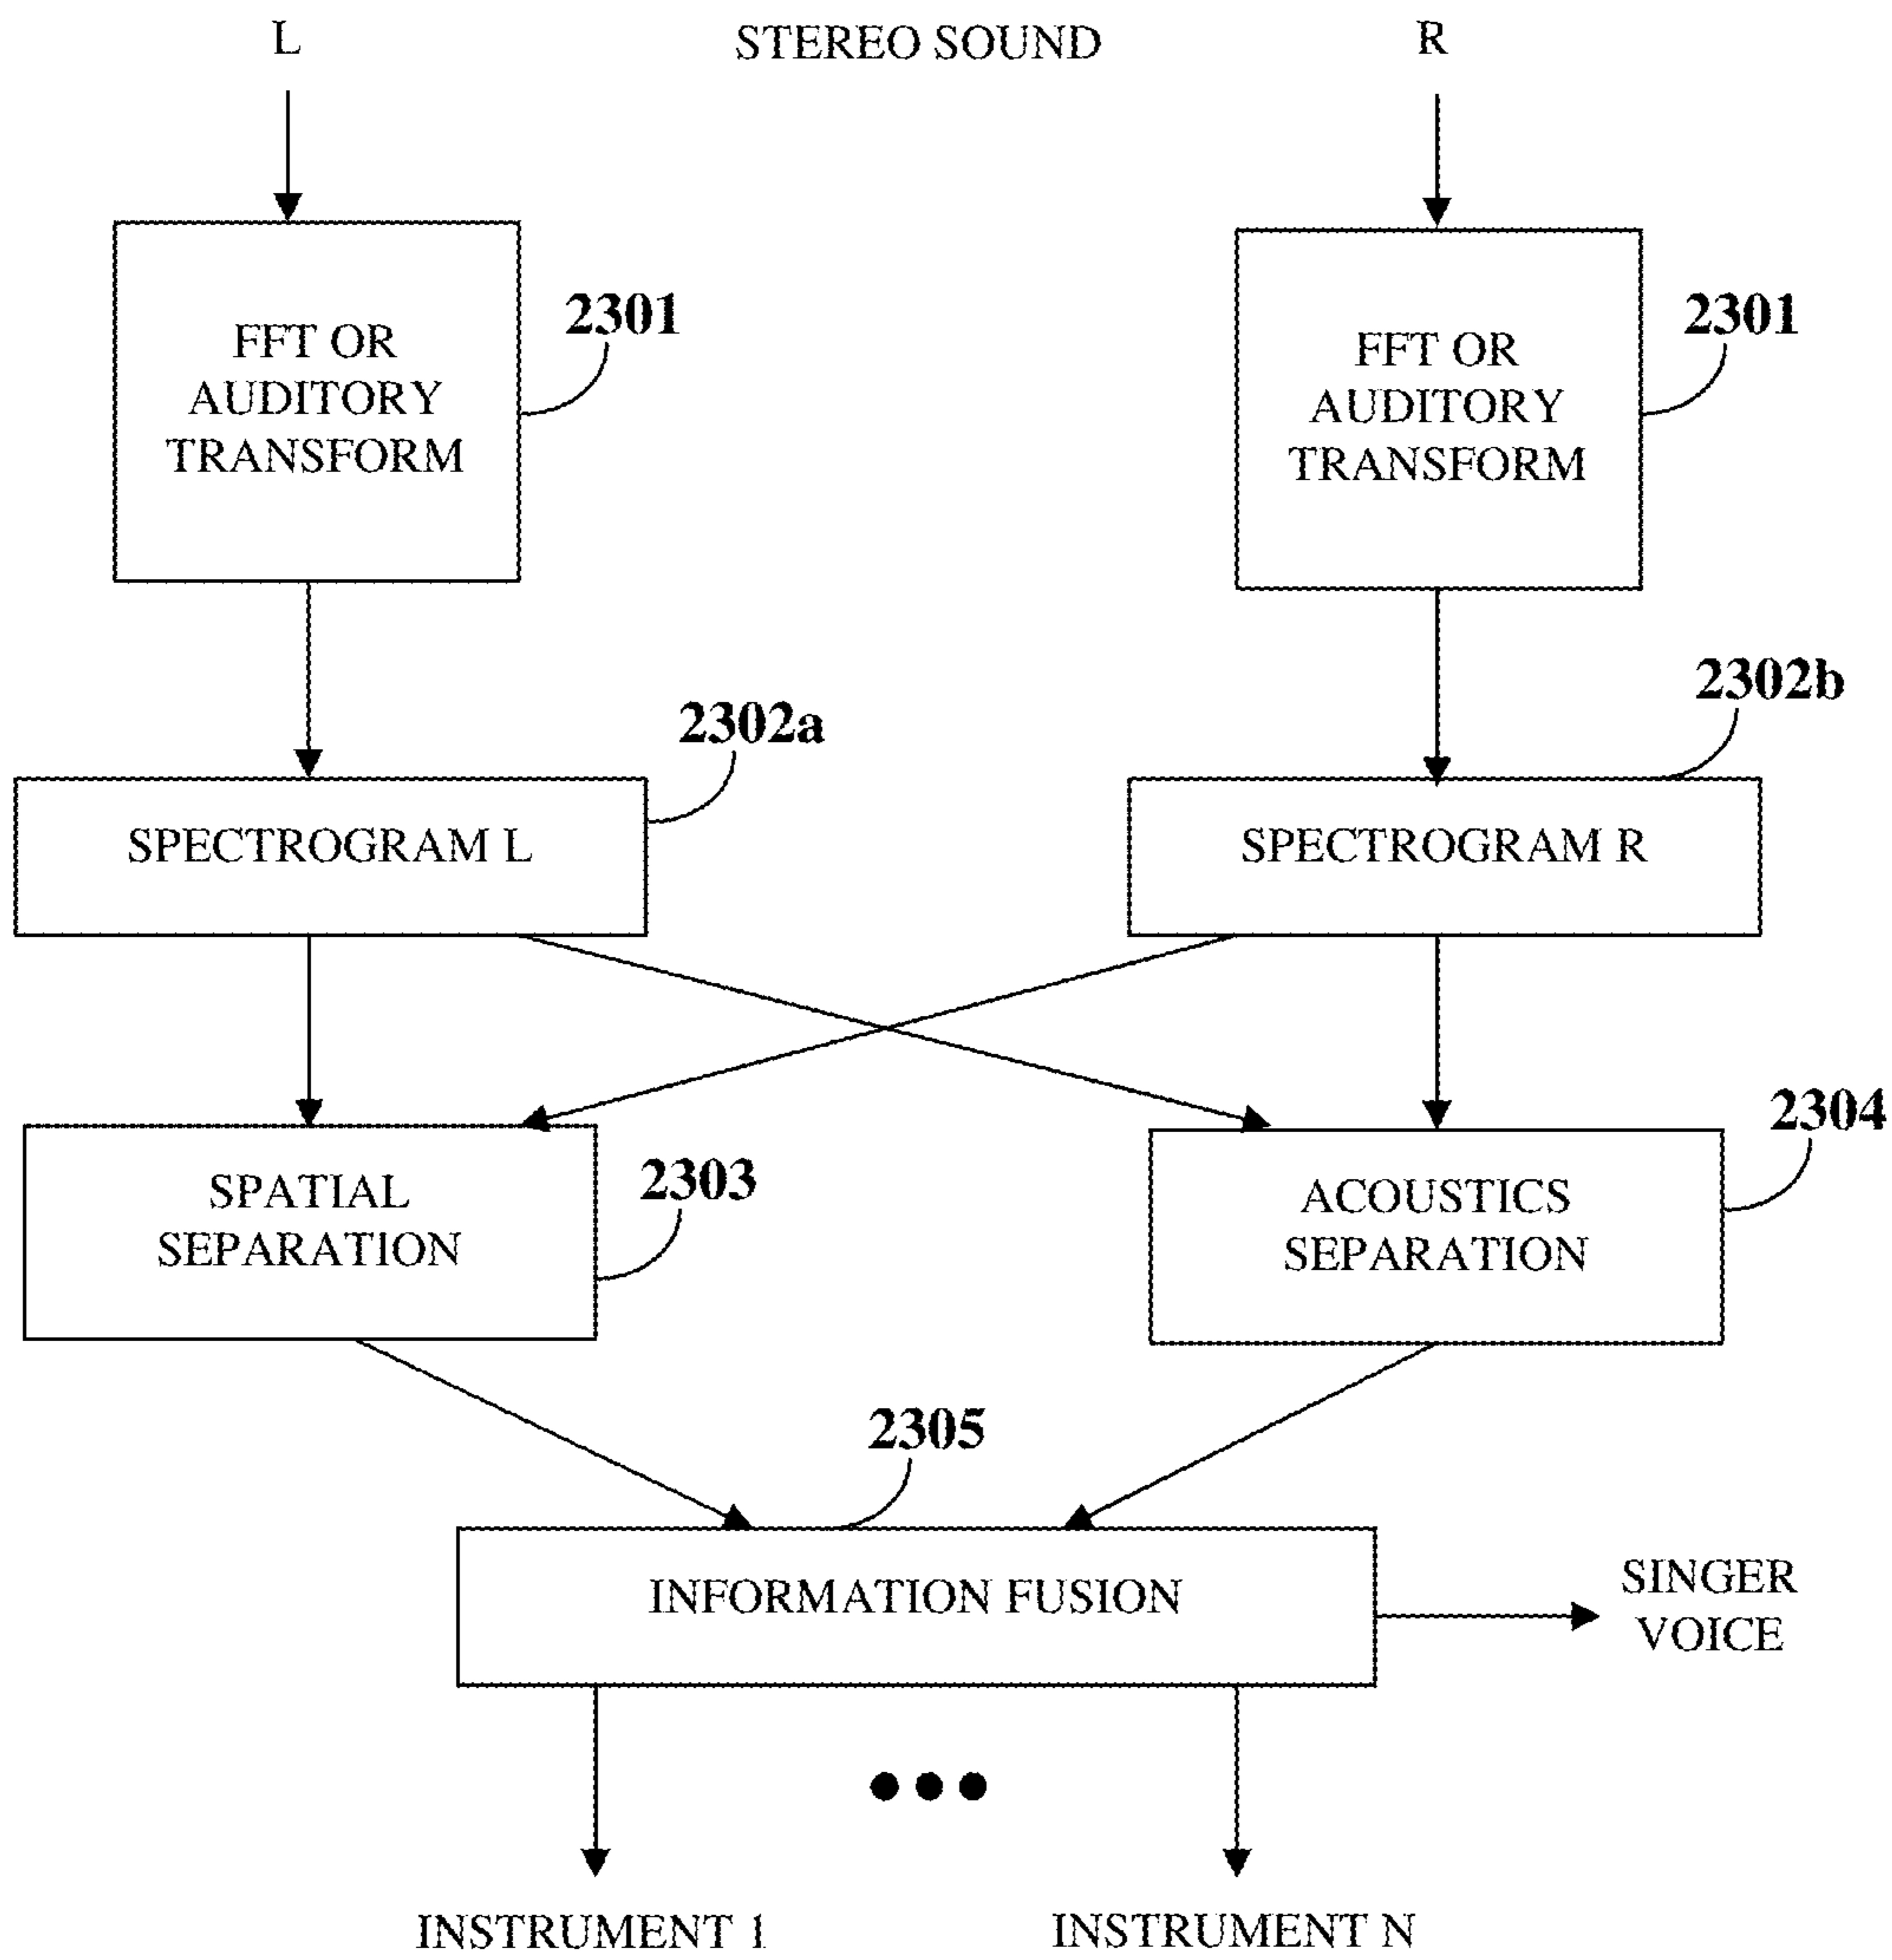 L
STEREO SOUND
R
FFT OR
AUDITORY
TRANSFORM
2301
FFT OR
AUDITORY
TRANSFORM
2301
2302a
2302b
SPECTROGRAM L
SPECTROGRAM R
SPATIAL
SEPARATION
2303
ACOUSTICS
SEPARATION
2304
2305
INFORMATION FUSION
SINGER
VOICE
INSTRUMENT 1
INSTRUMENT N